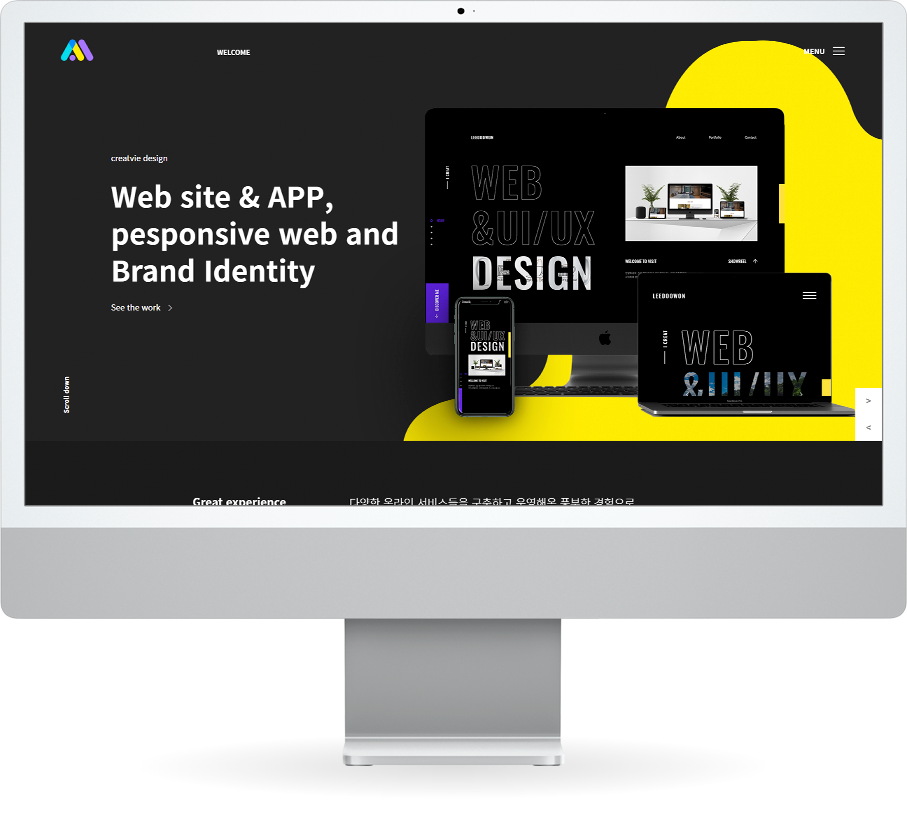 WELCOME
MENU
creatvie design
Web site & APP,
pesponsive web and
Brand Identity
See the work
Scroll down
LEEDOOWON
About
Portfolio
Contact
WEB
&UI/UX
DESIGN
WELCOME TO VISIT
SHOWREEL
LEEDOOWON
WEB
&UI/UX
WEB
&UI/UX
DESIGN
WELCOME TO VISIT
>
<
Great experience
다양한 온라인 서비스들을 구축하고 운영해온 풍부한 경험으로